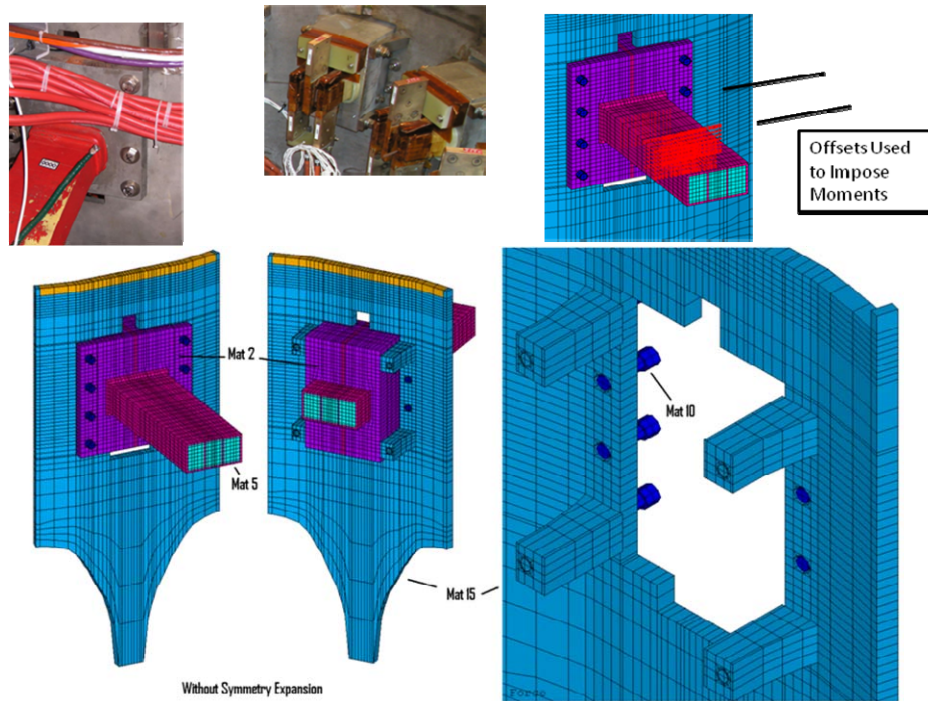 Offsets Used
to Impose
Moments
Mat 2
Mat 5
Mat 10
Mat 15
Without Symmetry Expansion